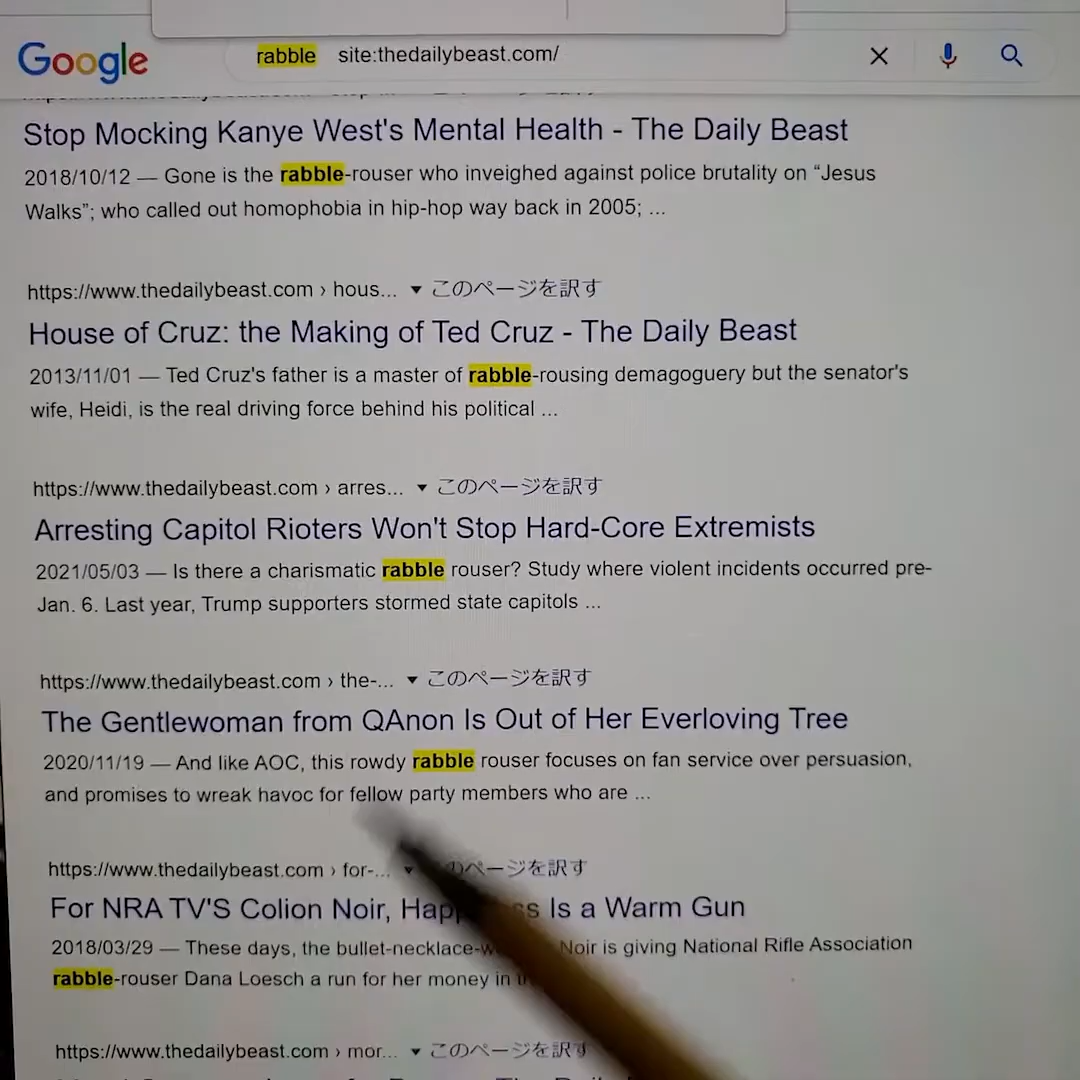 Google
rabble site:thedailybeast.com/
Stop Mocking Kanye West's Mental Health - The Daily Beast
2018/10/12 — Gone is the rabble-rouser who inveighed against police brutality on “Jesus
Walks”; who called out homophobia in hip-hop way back in 2005; ...
https://www.thedailybeast.com › hous... ▼ このページを訳す
House of Cruz: the Making of Ted Cruz - The Daily Beast
2013/11/01 — Ted Cruz's father is a master of rabble-rousing demagoguery but the senator's
wife, Heidi, is the real driving force behind his political ...
https://www.thedailybeast.com › arres... ▼ このページを訳す
Arresting Capitol Rioters Won't Stop Hard-Core Extremists
2021/05/03 — Is there a charismatic rabble rouser? Study where violent incidents occurred pre-
Jan. 6. Last year, Trump supporters stormed state capitols ...
https://www.thedailybeast.com › the-... ▼ このページを訳す
The Gentlewoman from QAnon Is Out of Her Everloving Tree
2020/11/19 — And like AOC, this rowdy rabble rouser focuses on fan service over persuasion,
and promises to wreak havoc for fellow party members who are ...
https://www.thedailybeast.com › for-... ▼ のページを訳す
For NRA TV'S Colion Noir, Is a Warm Gun
2018/03/29 — These days, the Noir is giving National Rifle Association
rabble-rouser Dana Loesch a run for her money in
https://www.thedailybeast.com › mor... ▼ このページを訳す